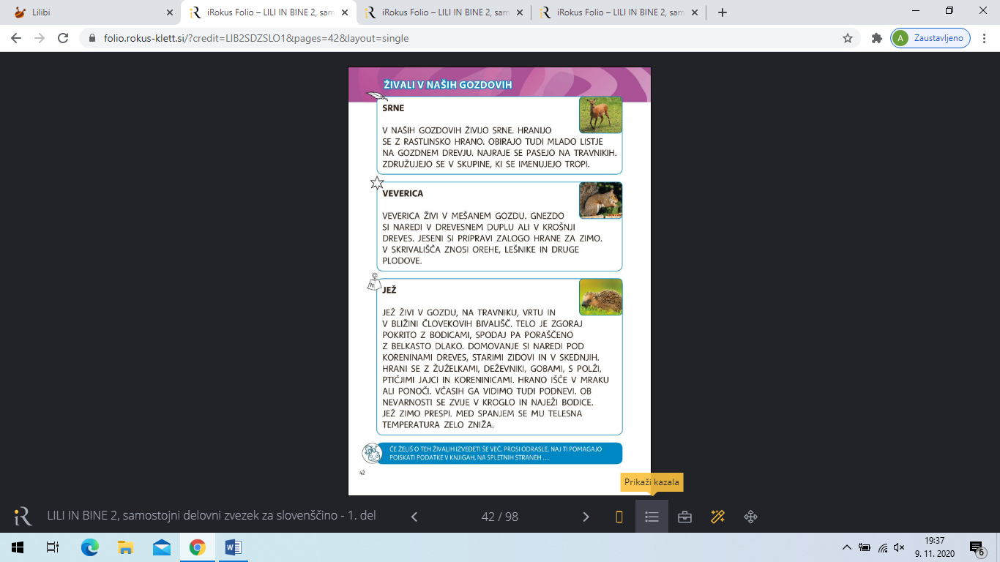 Lilibi
iRokus Folio – LILI IN BINE 2, sam
iRokus Folio – LILI IN BINE 2, sam
iRokus Folio – LILI IN BINE 2, sam
folio.rokus-klett.si/?credit=LIB2SDZSLO1&pages=42&layout=single
A Zaustavljeno
ŽIVALI V NAŠIH GOZDOVIH
SRNE
V NAŠIH GOZDOVIH ŽIVIJO SRNE. HRANIJO
SE Z RASTLINSKO HRANO. OBIRAJO TUDI MLADO LISTJE
NA GOZDNEM DREVJU. NAJRAJE SE PASEJO NA TRAVNIKIH.
ZDRUŽUJEJO SE V SKUPINE, KI SE IMENUJEJO TROPI.
VEVERICA
VEVERICA ŽIVI V MEŠANEM GOZDU. GNEZDO
SI NAREDI V DREVESNEM DUPLU ALI V KROŠNJI
DREVES. JESENI SI PRIPRAVI ZALOGO HRANE ZA ZIMO.
V SKRIVALIŠČA ZNOSI OREHE, LEŠNIKE IN DRUGE
PLODOVE.
JEŽ
JEŽ ŽIVI V GOZDU, NA TRAVNIKU, VRTU IN
V BLIŽINI ČLOVEKOVIH BIVALIŠČ. TELO JE ZGORAJ
POKRITO Z BODICAMI, SPODAJ PA PORAŠČENO
Z BELKASTO DLAKO. DOMOVANJE SI NAREDI POD
KORENINAMI DREVES, STARIMI ZIDOVI IN V SKEDNJIH.
HRANI SE Z ŽUŽELKAMI, DEŽEVNIKI, GOBAMI, S POLŽI,
PTIČJIMI JAJCI IN KORENINICAMI. HRANO IŠČE V MRAKU
ALI PONOČI. VČASIH GA VIDIMO TUDI PODNEVI. OB
NEVARNOSTI SE ZVIJE V KROGLO IN NAJEŽI BODICE.
JEŽ ZIMO PRESPI. MED SPANJEM SE MU TELESNA
TEMPERATURA ZELO ZNIŽA.
ČE ŽELIŠ O TEH ŽIVALIH IZVEDETI ŠE VEČ, PROSI ODRASLE, NAJ TI POMAGAJO
POISKATI PODATKE V KNJIGAH, NA SPLETNIH STRANEH ...
42
Prikaži kazala
iR LILI IN BINE 2, samostojni delovni zvezek za slovenščino - 1. del
42 / 98
19:37
9. 11. 2020
6